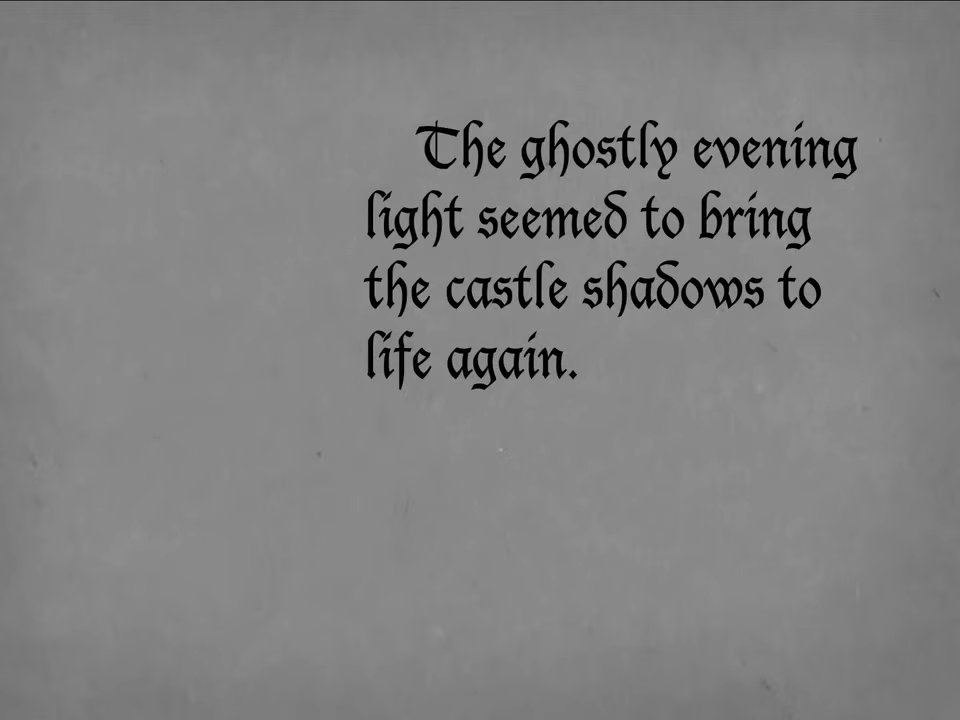 The ghostly evening
light seemed to bring
the castle shadows to
life again.